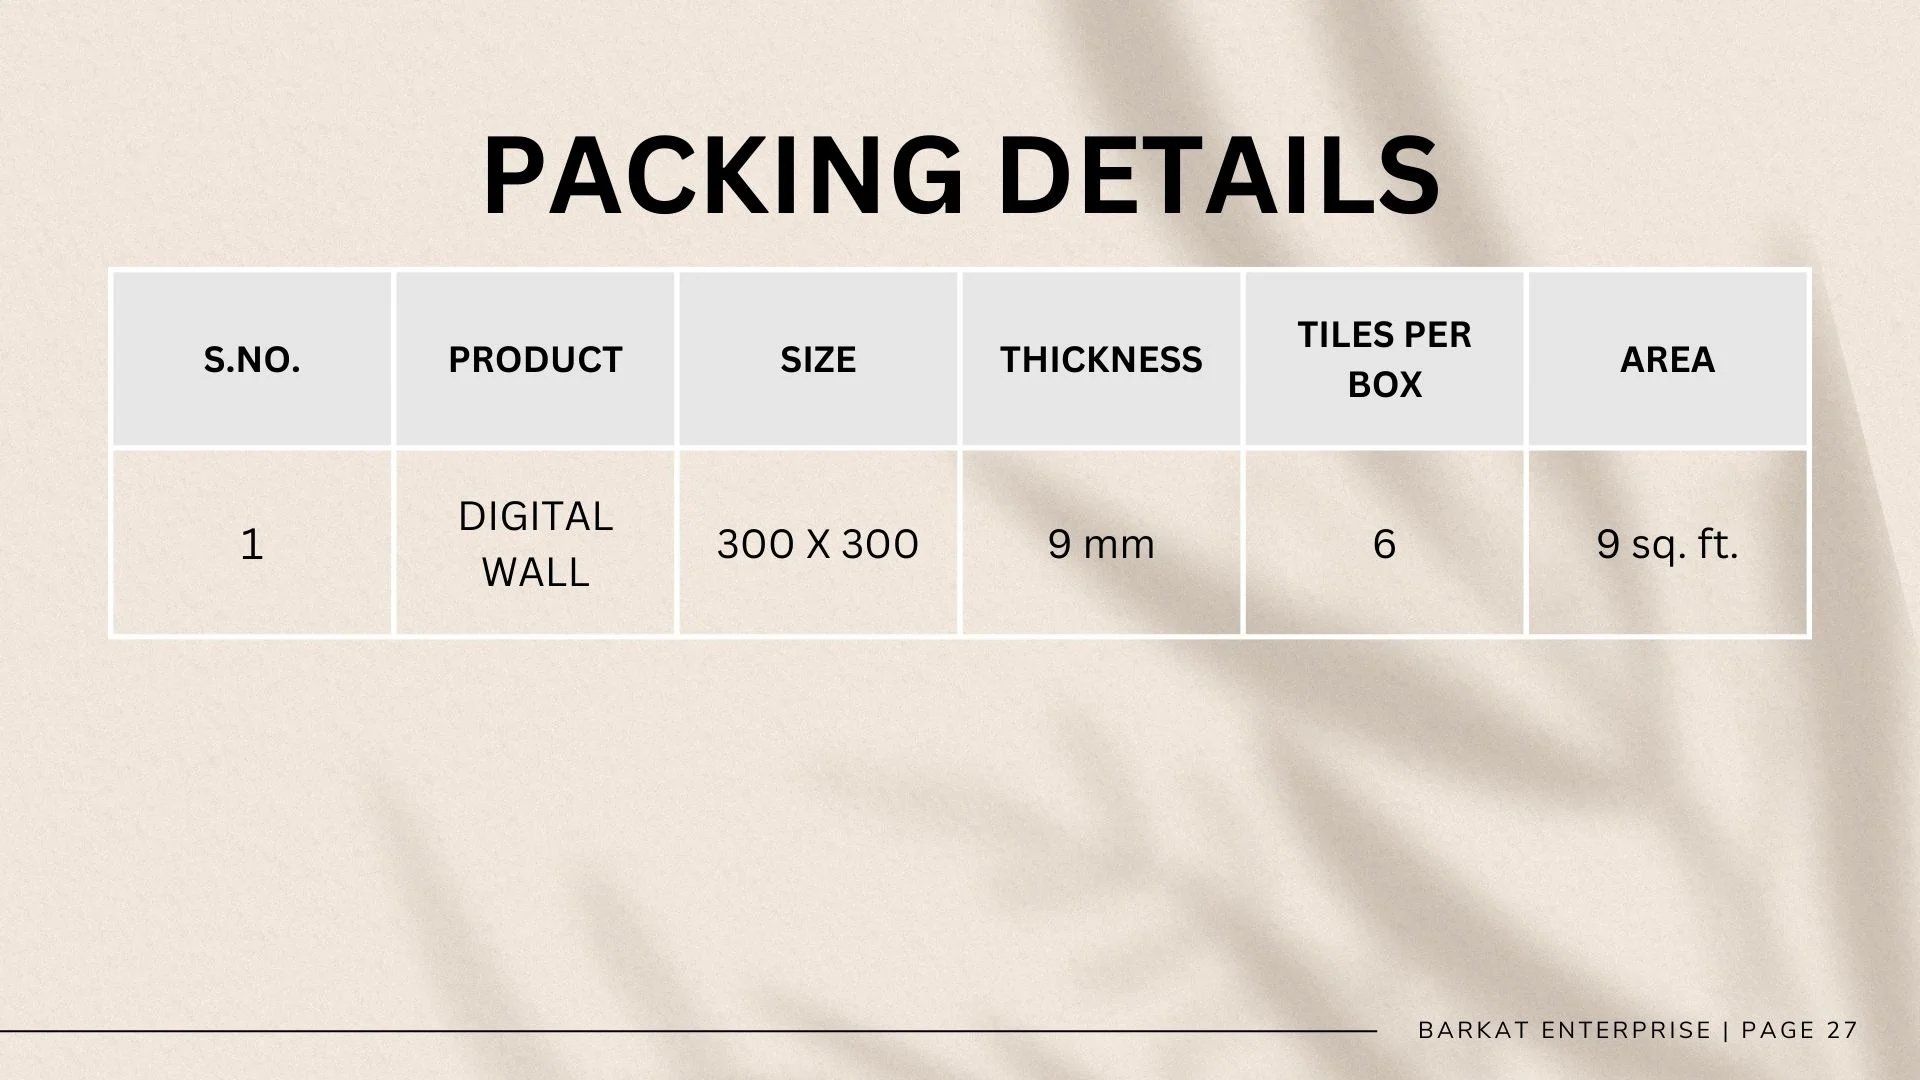 PACKING DETAILS
S.NO. PRODUCT SIZE THICKNESS TILES PER BOX AREA
1 DIGITAL WALL 300 X 300 9 mm 6 9 sq. ft.
BARKAT ENTERPRISE | PAGE 27